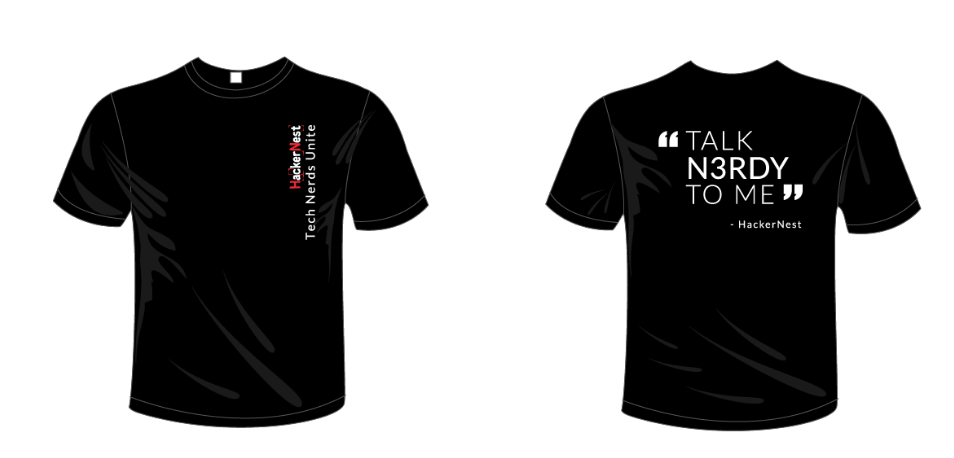 HackerNest
Tech Nerds Unite
“ TALK
N3RDY
TO ME ”
- HackerNest